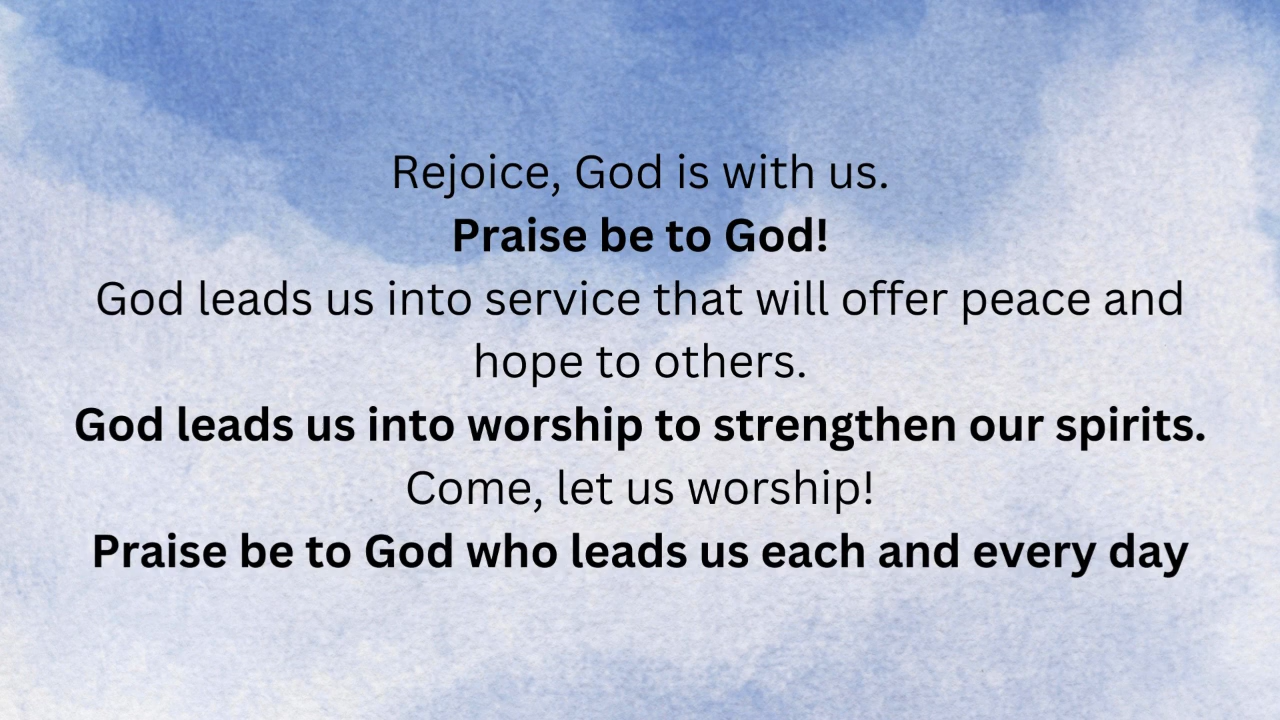 Rejoice, God is with us.
Praise be to God!
God leads us into service that will offer peace and
hope to others.
God leads us into worship to strengthen our spirits.
Come, let us worship!
Praise be to God who leads us each and every day